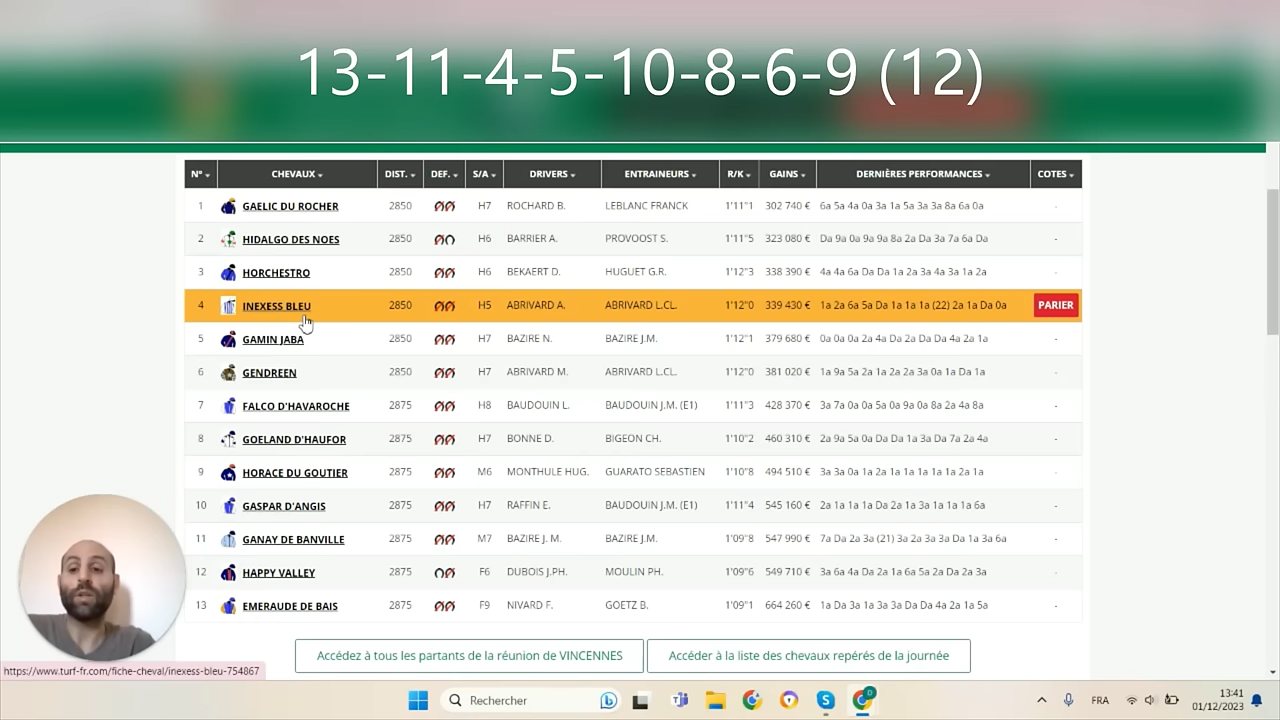 13-11-4-5-10-8-6-9 (12)
N° CHEVAUX DIST. DEF. S/A DRIVERS ENTRAINEURS R/K GAINS DERNIÈRES PERFORMANCES COTES
1 GAELIC DU ROCHER 2850 H7 ROCHARD B. LEBLANC FRANCK 1'11"1 302 740 € 6a 5a 4a 0a 3a 1a 5a 3a 3a 8a 6a 0a -
2 HIDALGO DES NOES 2850 H6 BARRIER A. PROVOOST S. 1'11"5 323 080 € Da 9a 0a 9a 9a 8a 2a Da 3a 7a 6a Da -
3 HORCHESTRO 2850 H6 BEKAERT D. HUGUET G.R. 1'12"3 338 390 € 4a 4a 6a Da Da 1a 2a 3a 4a 3a 1a 2a -
4 INEXESS BLEU 2850 H5 ABRIVARD A. ABRIVARD L.CL. 1'12"0 339 430 € 1a 2a 6a 5a Da 1a 1a 1a (22) 2a 1a Da 0a PARIER
5 GAMIN JABA 2850 H7 BAZIRE N. BAZIRE J.M. 1'12"1 379 680 € 0a 0a 0a 2a 4a Da 2a Da Da 4a 2a 1a -
6 GENDREEN 2850 H7 ABRIVARD M. ABRIVARD L.CL. 1'12"0 381 020 € 1a 9a 5a 2a 1a 2a 2a 3a 0a 1a Da 1a -
7 FALCO D'HAVAROCHE 2875 H8 BAUDOUIN L. BAUDOUIN J.M. (E1) 1'11"3 428 370 € 3a 7a 0a 0a 5a 0a 9a 0a 8a 2a 4a 8a -
8 GOELAND D'HAUFOR 2875 H7 BONNE D. BIGEON CH. 1'10"2 460 310 € 2a 9a 5a 0a Da Da 1a 3a Da 7a 2a 4a -
9 HORACE DU GOUTIER 2875 M6 MONTHULE HUG. GUARATO SEBASTIEN 1'10"8 494 510 € 3a 3a 0a 1a 2a 1a 1a 1a 1a 1a 2a 1a -
10 GASPAR D'ANGIS 2875 H7 RAFFIN E. BAUDOUIN J.M. (E1) 1'11"4 545 160 € 2a 1a 1a 1a 1a Da 2a 1a 3a 1a 1a 1a 6a -
11 GANAY DE BANVILLE 2875 M7 BAZIRE J. M. BAZIRE J.M. 1'09"8 547 990 € 7a Da 2a 3a (21) 3a 2a 3a 3a Da 1a 3a 6a -
12 HAPPY VALLEY 2875 F6 DUBOIS J.PH. MOULIN PH. 1'09"6 549 710 € 3a 6a 4a Da 2a 1a 6a 5a 2a Da 2a 3a -
13 EMERAUDE DE BAIS 2875 F9 NIVARD F. GOETZ B. 1'09"1 664 260 € 1a Da 3a 1a 3a 3a Da Da 4a 2a 1a 5a -
Accédez à tous les partants de la réunion de VINCENNES Accéder à la liste des chevaux repérés de la journée
https://www.turf-fr.com/fiche-cheval/inexess-bleu-754867
Rechercher FRA 13:41
01/12/2023